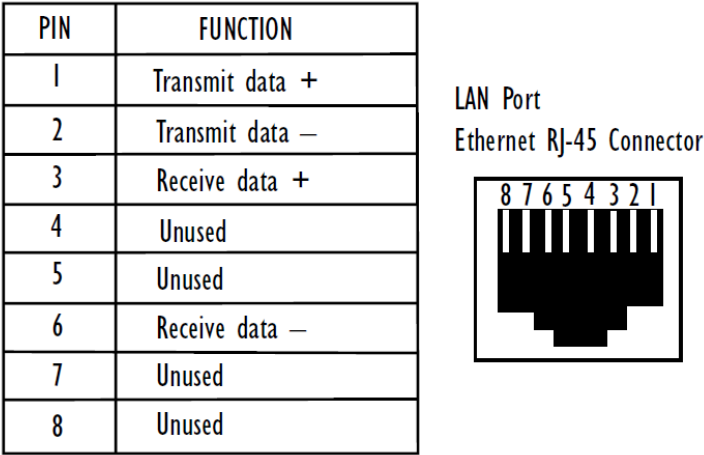 PIN FUNCTION
1 Transmit data +
2 Transmit data –
3 Receive data +
4 Unused
5 Unused
6 Receive data –
7 Unused
8 Unused
LAN Port
Ethernet RJ-45 Connector
8 7 6 5 4 3 2 1